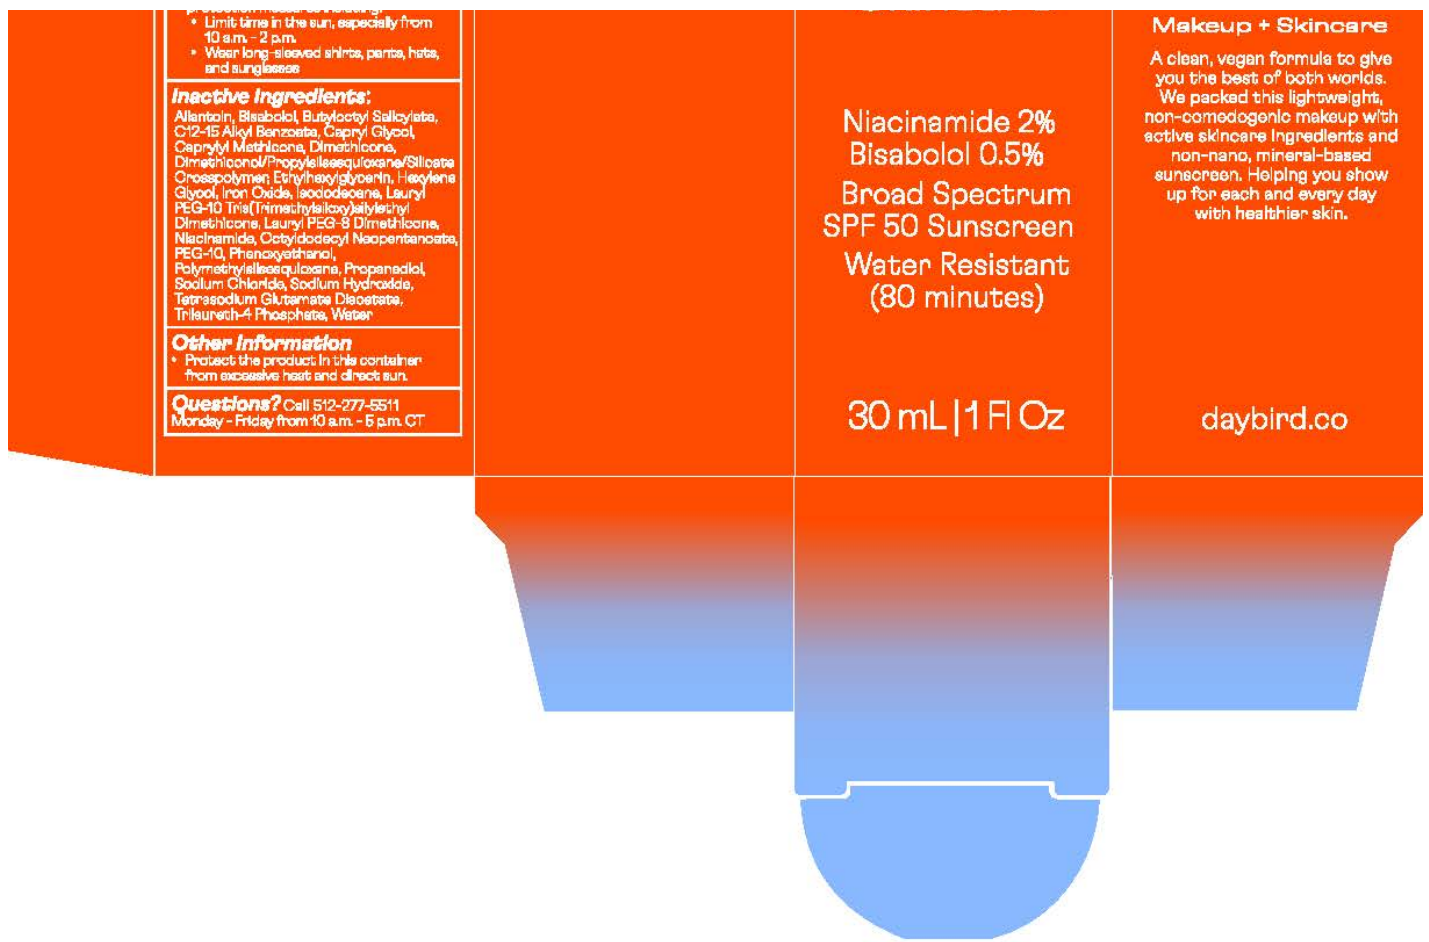 protection measures including:
• Limit time in the sun, especially from
10 a.m. - 2 p.m.
• Wear long-sleeved shirts, pants, hats,
and sunglasses
Inactive Ingredients:
Allantoin, Bisabolol, Butyloctyl Salicylate,
C12-15 Alkyl Benzoate, Capryl Glycol,
Caprylyl Methicone, Dimethicone,
Dimethiconol/Propylsilsesquioxane/Silicate
Crosspolymer, Ethylhexylglycerin, Hexylene
Glycol, Iron Oxide, Isododecane, Lauryl
PEG-10 Tris(Trimethylsiloxy)silylethyl
Dimethicone, Lauryl PEG-8 Dimethicone,
Niacinamide, Octyldodecyl Neopentanoate,
PEG-10, Phenoxyethanol,
Polymethylsilsesquioxane, Propanediol,
Sodium Chloride, Sodium Hydroxide,
Tetrasodium Glutamate Diacetate,
Trilaureth-4 Phosphate, Water
Other Information
• Protect the product in this container
from excessive heat and direct sun.
Questions? Call 512-277-5511
Monday - Friday from 10 a.m. - 5 p.m. CT
Niacinamide 2%
Bisabolol 0.5%
Broad Spectrum
SPF 50 Sunscreen
Water Resistant
(80 minutes)
30 mL | 1 Fl Oz
Makeup + Skincare
A clean, vegan formula to give
you the best of both worlds.
We packed this lightweight,
non-comedogenic makeup with
active skincare ingredients and
non-nano, mineral-based
sunscreen. Helping you show
up for each and every day
with healthier skin.
daybird.co